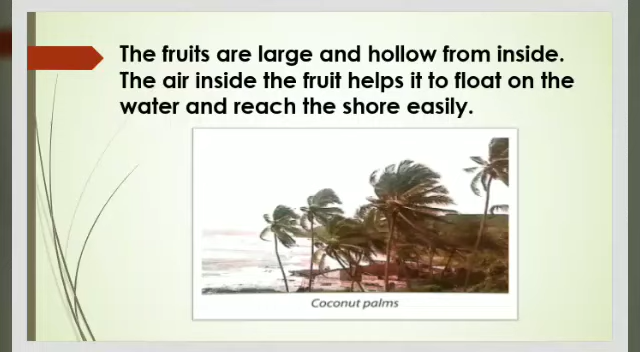 The fruits are large and hollow from inside.
The air inside the fruit helps it to float on the
water and reach the shore easily.
Coconut palms